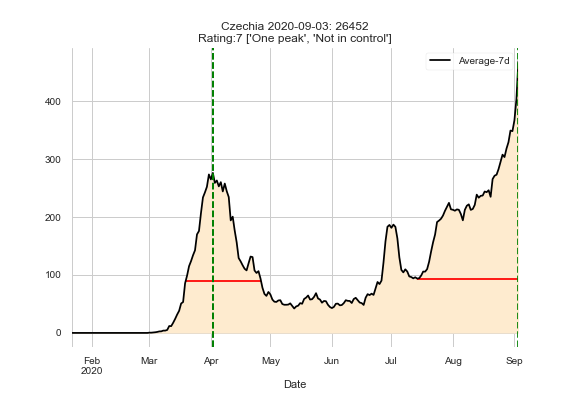 Czechia 2020-09-03: 26452
Rating:7 ['One peak', 'Not in control']
Average-7d
400
300
200
100
0
Feb
2020
Mar
Apr
May
Jun
Jul
Aug
Sep
Date